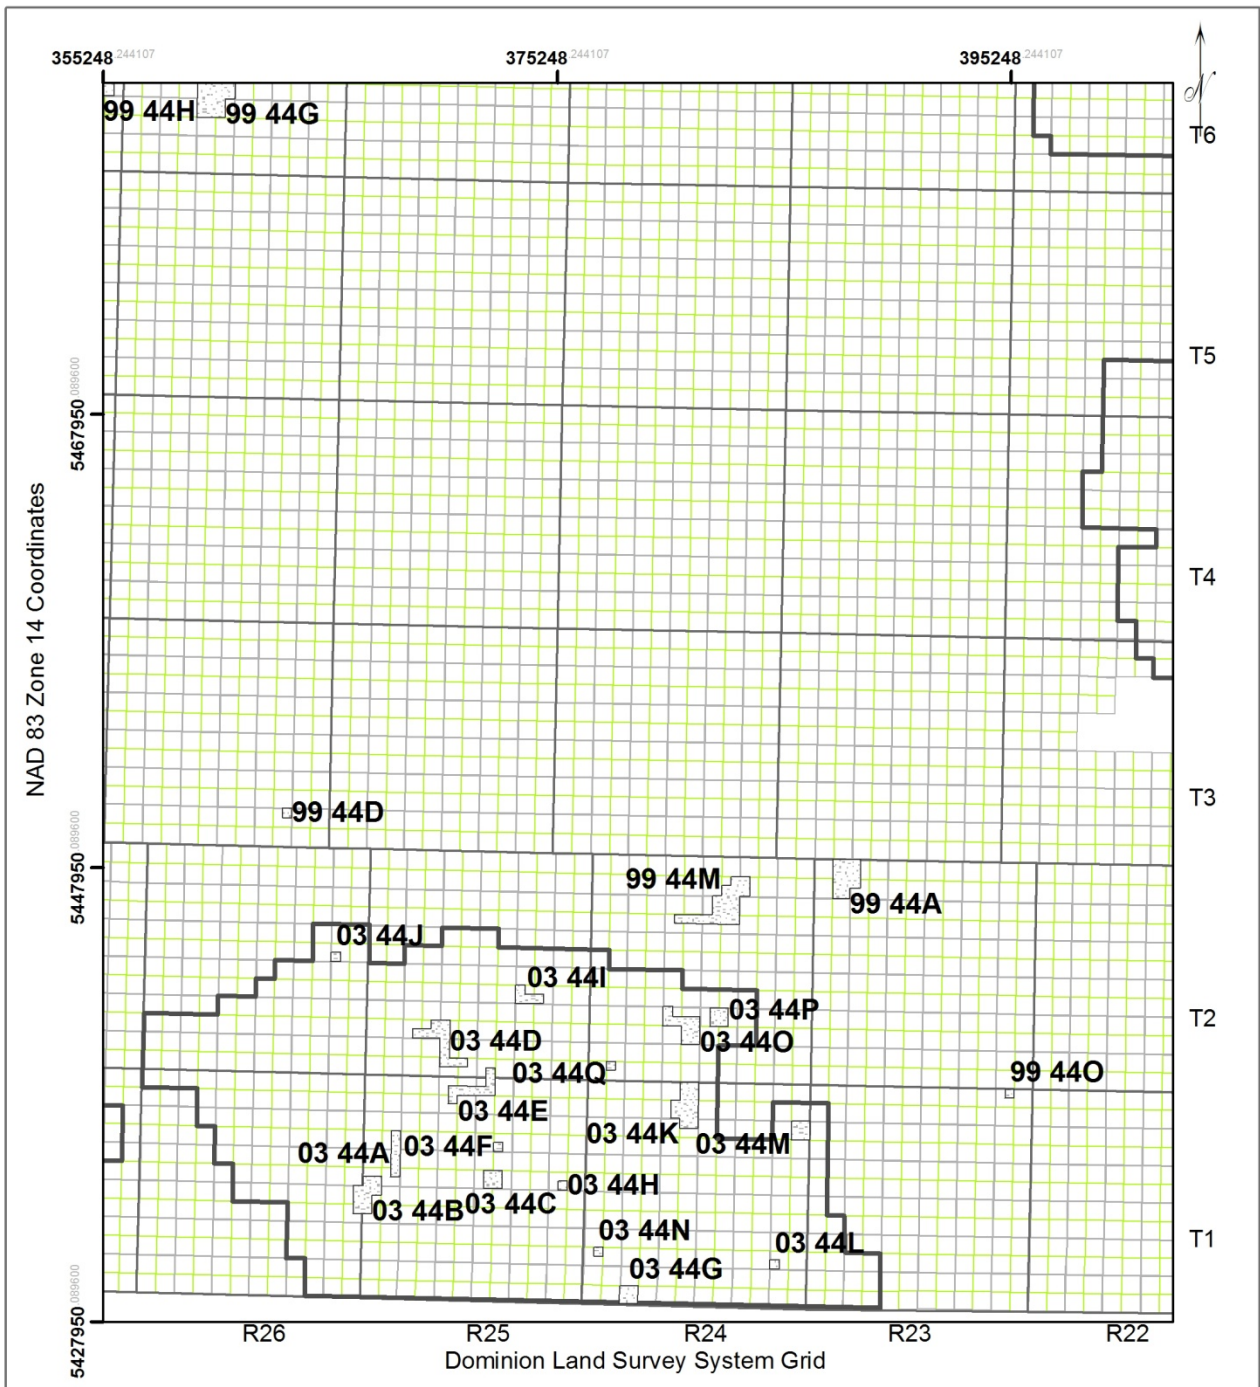 355248.244107 375248.244107 395248.244107
N
99 44H 99 44G
T6
T5
5467950.089600
NAD 83 Zone 14 Coordinates
T4
T3
99 44D
5447950.089600
99 44M
99 44A
03 44J
03 44I
03 44P
T2
03 44D
03 44O
03 44Q
99 44O
03 44E
03 44K
03 44M
03 44A 03 44F
03 44H
03 44B 03 44C
03 44N
03 44L
T1
03 44G
5427950.089600
R26 R25 R24 R23 R22
Dominion Land Survey System Grid